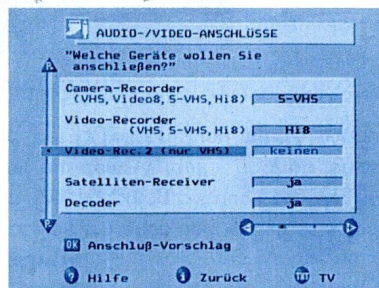 AUDIO-/VIDEO-ANSCHLÜSSE
"Welche Geräte wollen Sie
anschließen?"
Camera-Recorder
(VHS, Video8, S-VHS, Hi8) S-VHS
Video-Recorder
(VHS, S-VHS, Hi8) Hi8
Video-Rec.2 (nur VHS) keinen
Satelliten-Receiver ja
Decoder ja
OK Anschluß-Vorschlag
? Hilfe i Zurück TXT TV